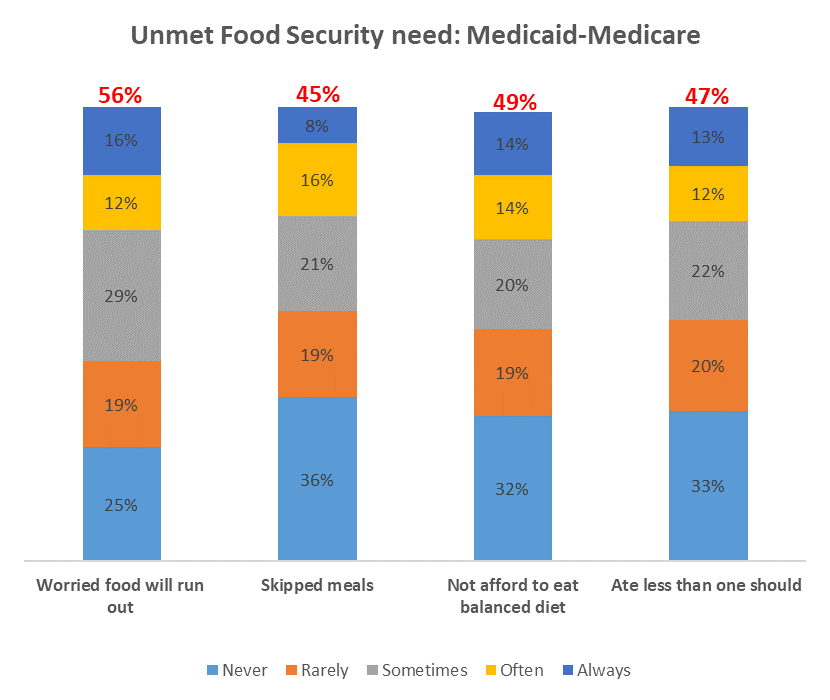 Unmet Food Security need: Medicaid-Medicare
56%
45%
49%
47%
16%
8%
14%
13%
12%
16%
14%
12%
29%
21%
20%
22%
19%
19%
19%
20%
25%
36%
32%
33%
Worried food will run
out
Skipped meals
Not afford to eat
balanced diet
Ate less than one should
Never
Rarely
Sometimes
Often
Always